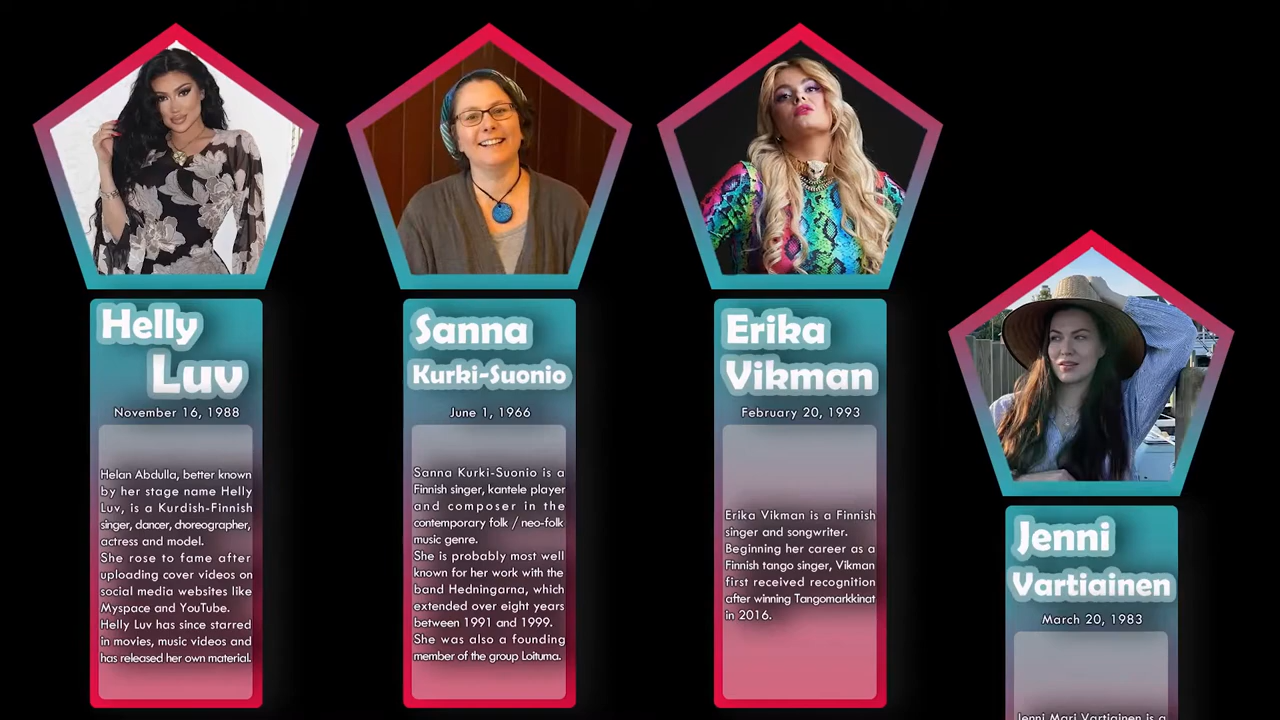 Helly
Luv
November 16, 1988
Helan Abdulla, better known
by her stage name Helly
Luv, is a Kurdish-Finnish
singer, dancer, choreographer,
actress and model.
She rose to fame after
uploading cover videos on
social media websites like
Myspace and YouTube.
Helly Luv has since starred
in movies, music videos and
has released her own material.
Sanna
Kurki-Suonio
June 1, 1966
Sanna Kurki-Suonio is a
Finnish singer, kantele player
and composer in the
contemporary folk / neo-folk
music genre.
She is probably most well
known for her work with the
band Hedningarna, which
extended over eight years
between 1991 and 1999.
She was also a founding
member of the group Loituma.
Erika
Vikman
February 20, 1993
Erika Vikman is a Finnish
singer and songwriter.
Beginning her career as a
Finnish tango singer, Vikman
first received recognition
after winning Tangomarkkinat
in 2016.
Jenni
Vartiainen
March 20, 1983
Jenni Mari Vartiainen is a